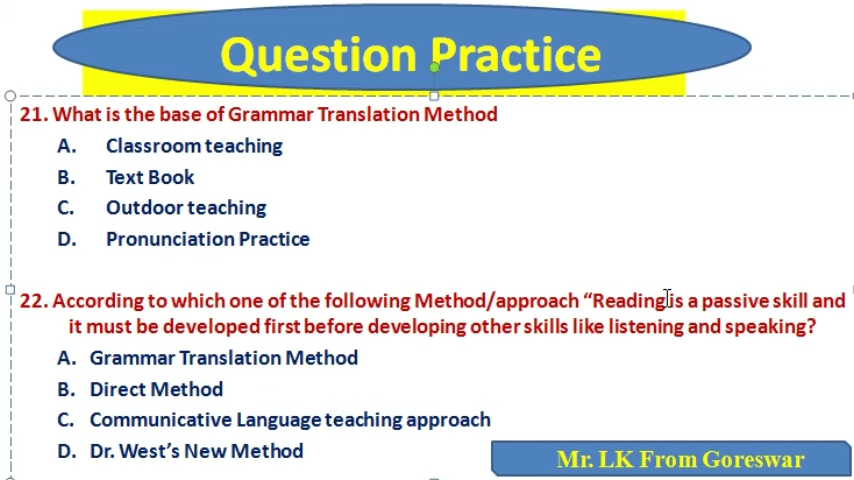 Question Practice
21. What is the base of Grammar Translation Method
A. Classroom teaching
B. Text Book
C. Outdoor teaching
D. Pronunciation Practice
22. According to which one of the following Method/approach “Reading is a passive skill and
it must be developed first before developing other skills like listening and speaking?
A. Grammar Translation Method
B. Direct Method
C. Communicative Language teaching approach
D. Dr. West’s New Method
Mr. LK From Goreswar